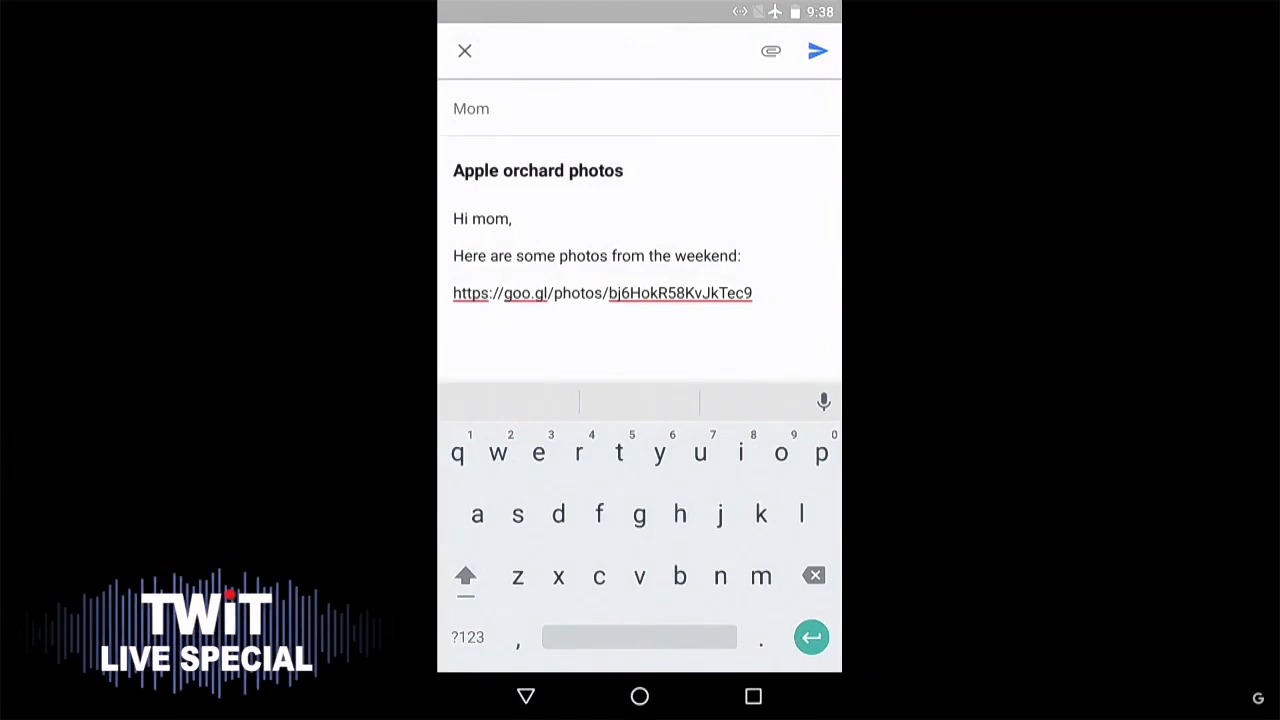 9:38
Mom
Apple orchard photos
Hi mom,
Here are some photos from the weekend:
https://goo.gl/photos/bj6HokR58KvJkTec9
1 2 3 4 5 6 7 8 9 0
q w e r t y u i o p
a s d f g h j k l
z x c v b n m
?123 , .
TWiT
LIVE SPECIAL
G